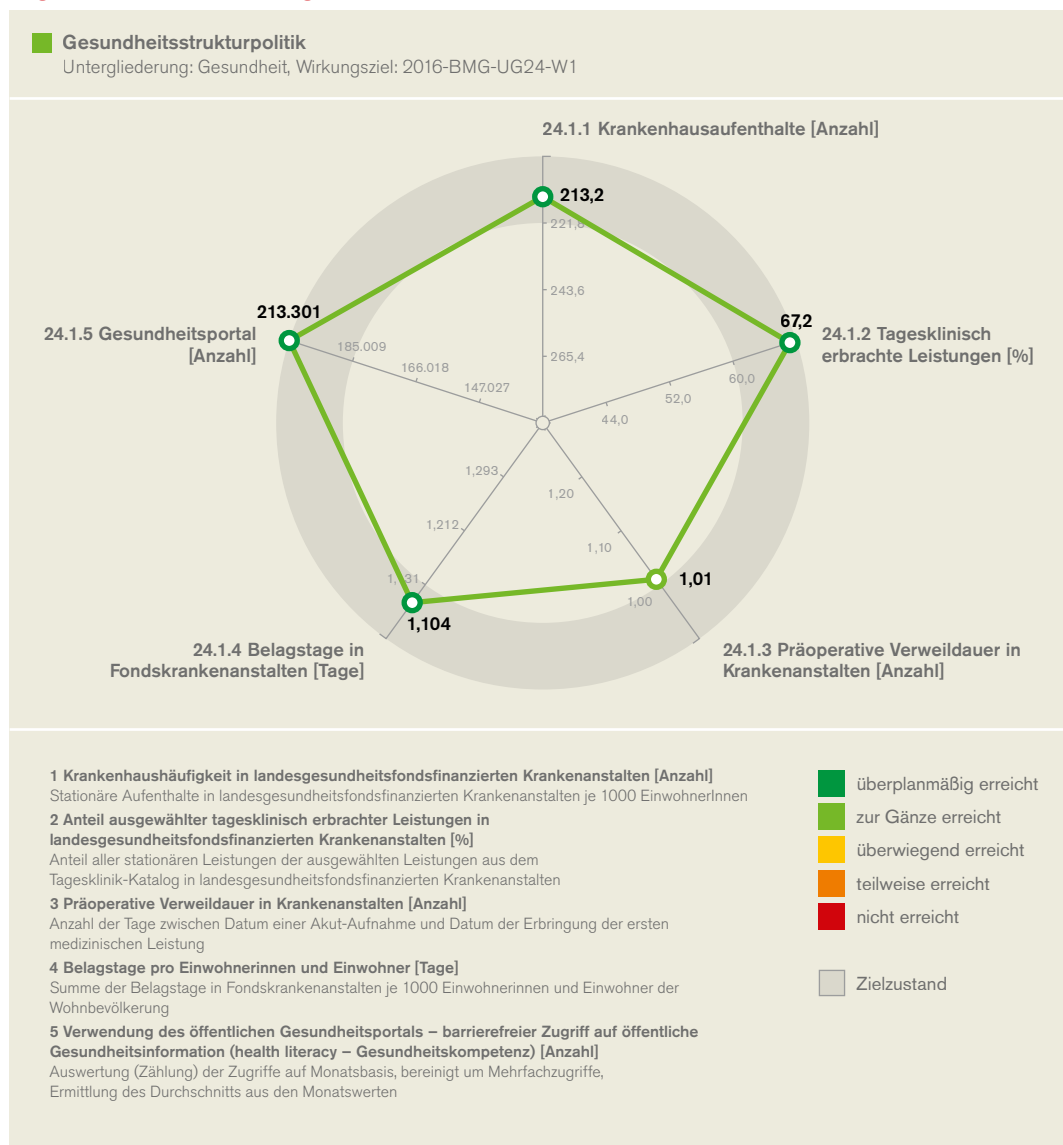 Gesundheitsstrukturpolitik
Untergliederung: Gesundheit, Wirkungsziel: 2016-BMG-UG24-W1
24.1.1 Krankenhausaufenthalte [Anzahl]
213,2
221,8
243,6
265,4
213.301
24.1.5 Gesundheitsportal
[Anzahl]
185.009
166.018
147.027
67,2
24.1.2 Tagesklinisch
erbrachte Leistungen [%]
60,0
52,0
44,0
1,293
1,212
1,131
1,104
24.1.4 Belagstage in
Fondskrankenanstalten [Tage]
1,20
1,10
1,00
1,01
24.1.3 Präoperative Verweildauer in
Krankenanstalten [Anzahl]
1 Krankenhaushäufigkeit in landesgesundheitsfondsfinanzierten Krankenanstalten [Anzahl]
Stationäre Aufenthalte in landesgesundheitsfondsfinanzierten Krankenanstalten je 1000 EinwohnerInnen
2 Anteil ausgewählter tagesklinisch erbrachter Leistungen in
landesgesundheitsfondsfinanzierten Krankenanstalten [%]
Anteil aller stationären Leistungen der ausgewählten Leistungen aus dem
Tagesklinik-Katalog in landesgesundheitsfondsfinanzierten Krankenanstalten
3 Präoperative Verweildauer in Krankenanstalten [Anzahl]
Anzahl der Tage zwischen Datum einer Akut-Aufnahme und Datum der Erbringung der ersten
medizinischen Leistung
4 Belagstage pro Einwohnerinnen und Einwohner [Tage]
Summe der Belagstage in Fondskrankenanstalten je 1000 Einwohnerinnen und Einwohner der
Wohnbevölkerung
5 Verwendung des öffentlichen Gesundheitsportals – barrierefreier Zugriff auf öffentliche
Gesundheitsinformation (health literacy – Gesundheitskompetenz) [Anzahl]
Auswertung (Zählung) der Zugriffe auf Monatsbasis, bereinigt um Mehrfachzugriffe,
Ermittlung des Durchschnitts aus den Monatswerten
überplanmäßig erreicht
zur Gänze erreicht
überwiegend erreicht
teilweise erreicht
nicht erreicht
Zielzustand